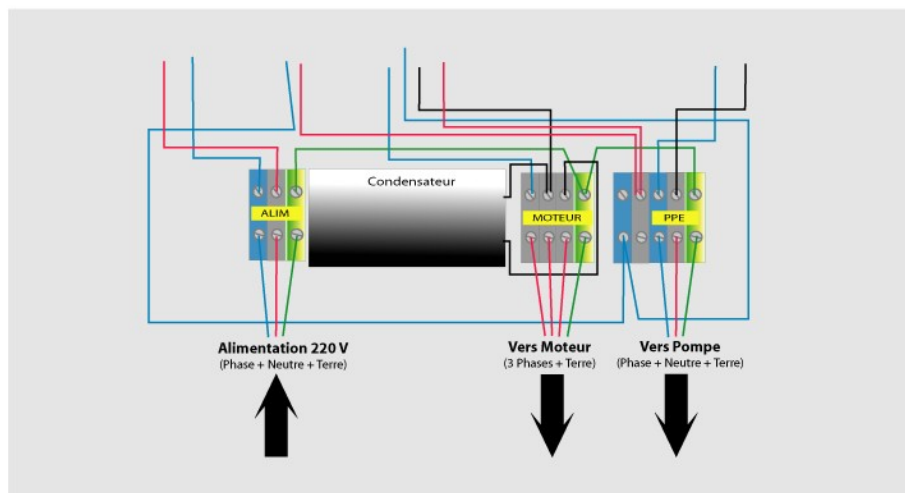 Condensateur
ALIM
MOTEUR
PPE
Alimentation 220 V
(Phase + Neutre + Terre)
Vers Moteur
(3 Phases + Terre)
Vers Pompe
(Phase + Neutre + Terre)